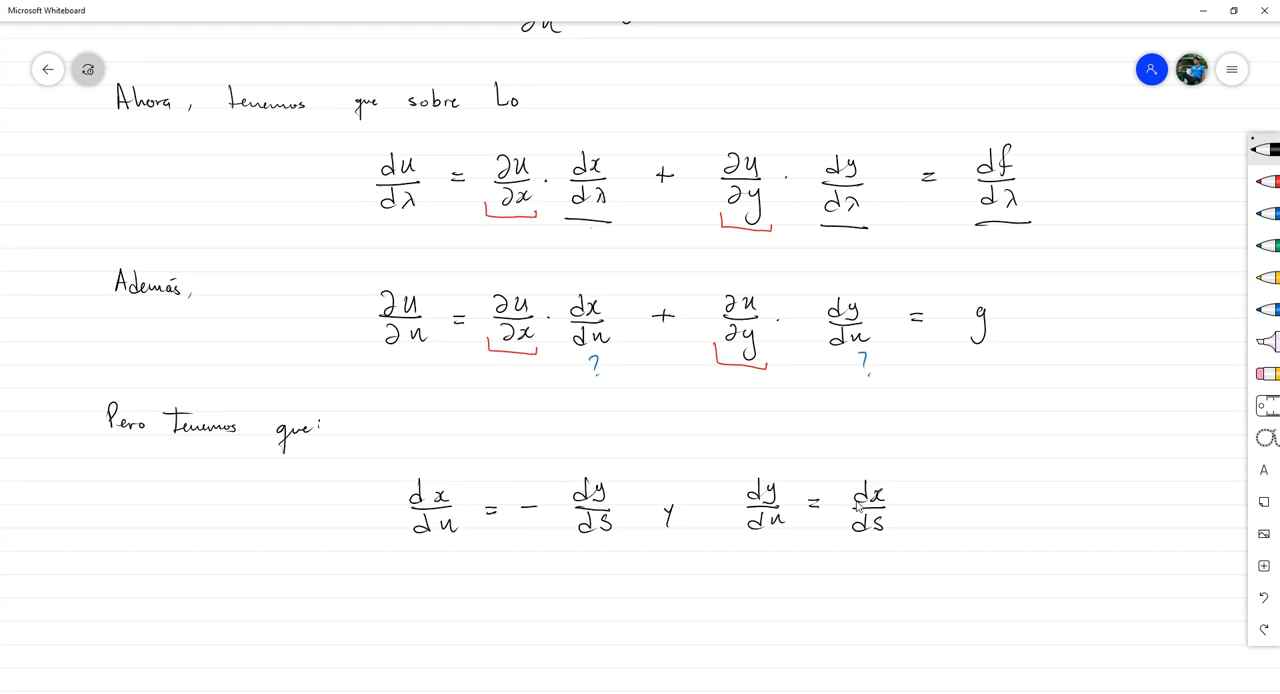 Microsoft Whiteboard
∂u
Ahora, tenemos que sobre Lo
du/dλ = ∂u/∂x · dx/dλ + ∂u/∂y · dy/dλ = df/dλ
Además,
∂u/∂n = ∂u/∂x · dx/dn + ∂u/∂y · dy/dn = g
? ?
Pero tenemos que:
dx/dn = - dy/ds y dy/dn = dx/ds
A